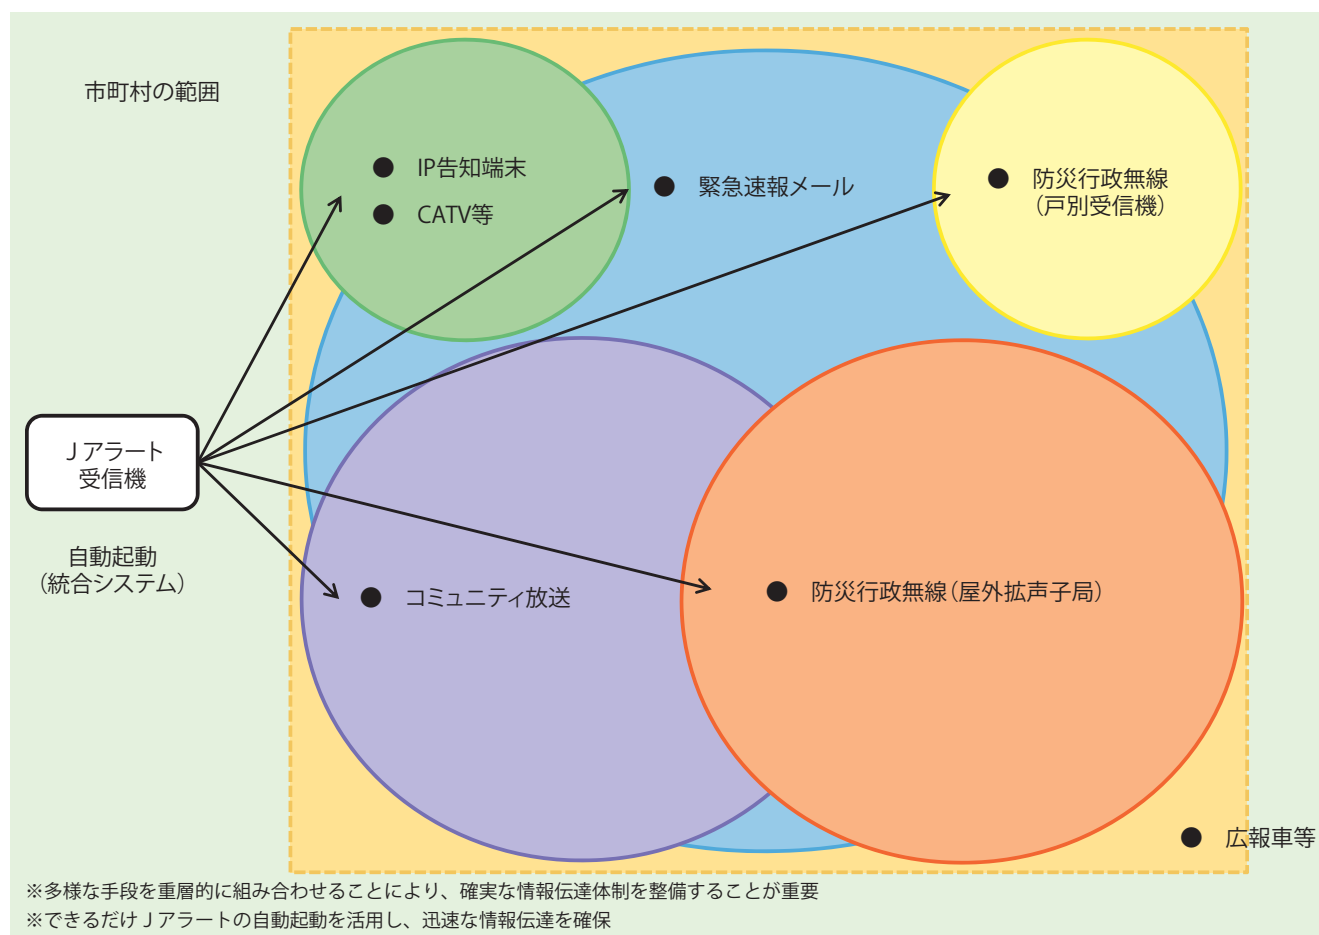 市町村の範囲
● IP告知端末
● CATV等
● 緊急速報メール
● 防災行政無線
（戸別受信機）
Jアラート
受信機
自動起動
（統合システム）
● コミュニティ放送
● 防災行政無線（屋外拡声子局）
● 広報車等
※多様な手段を重層的に組み合わせることにより、確実な情報伝達体制を整備することが重要
※できるだけJアラートの自動起動を活用し、迅速な情報伝達を確保